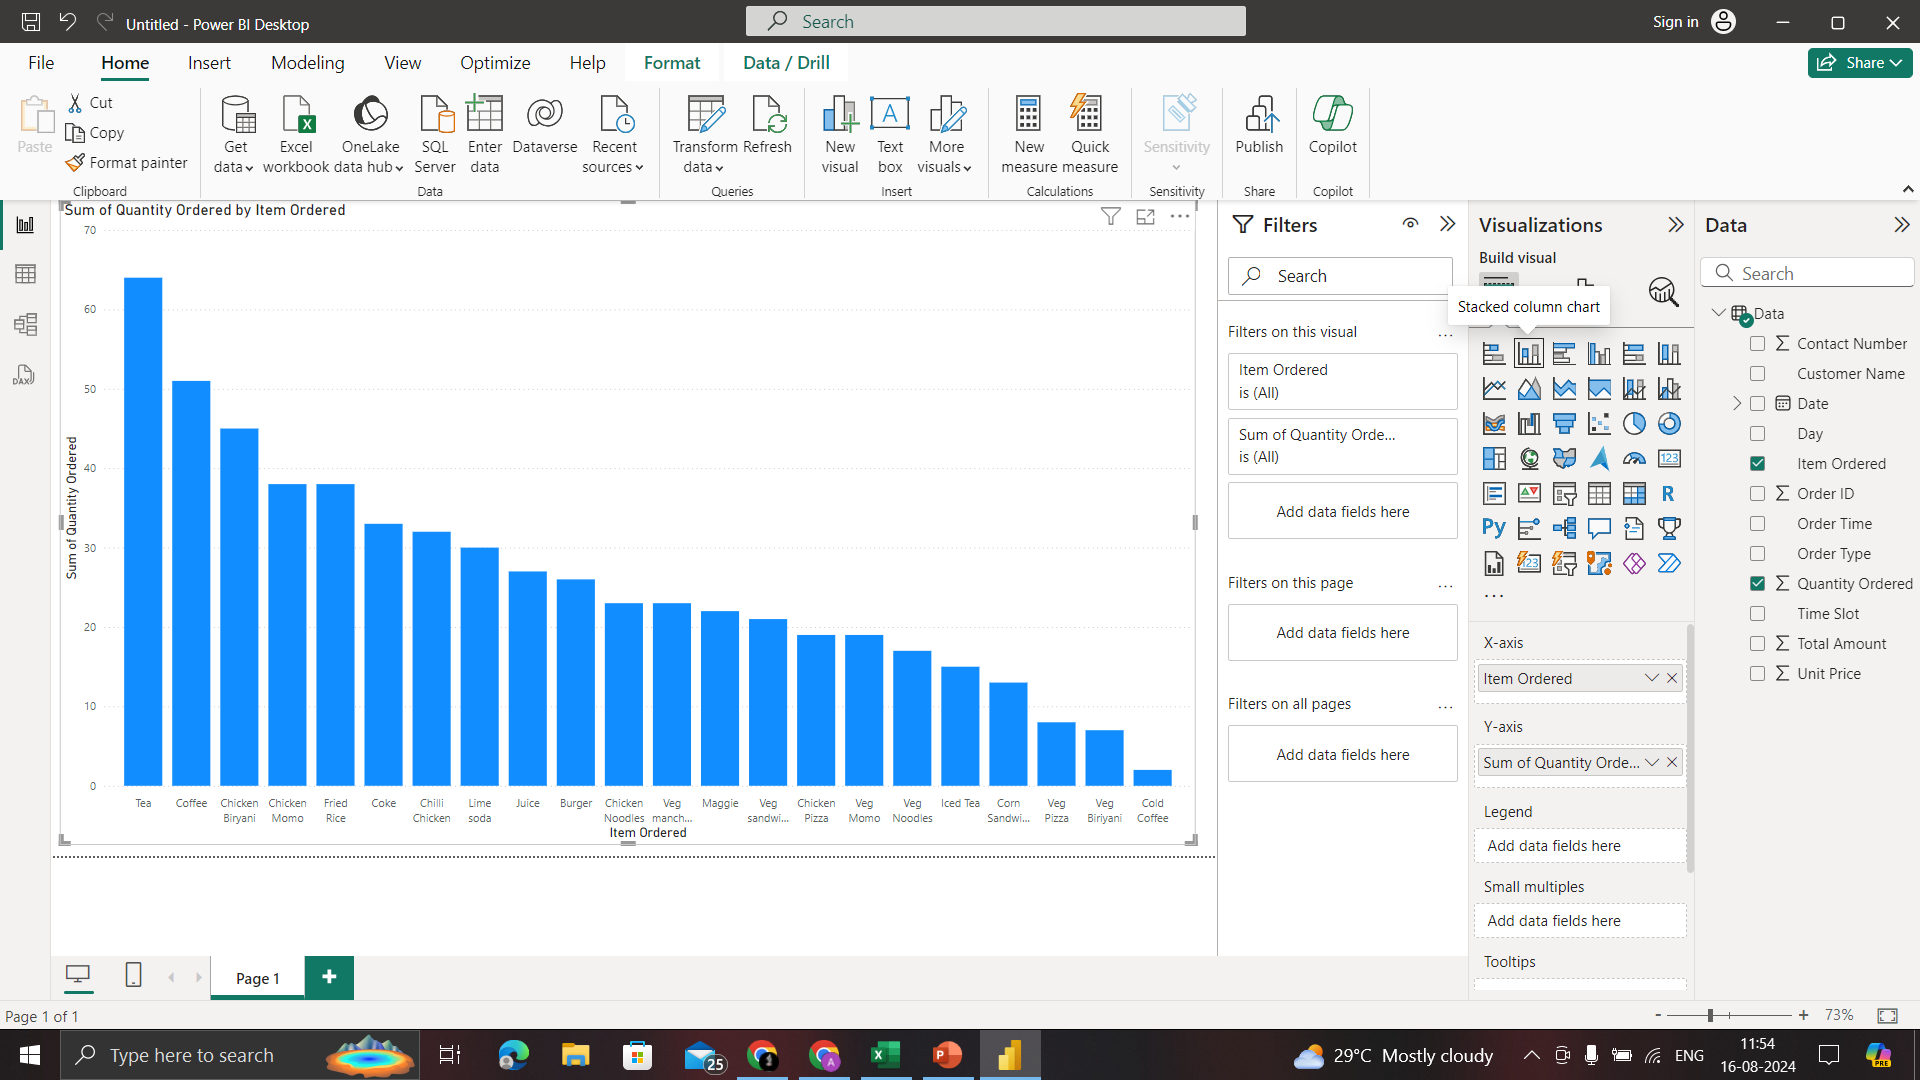 Untitled - Power BI Desktop
Search
Sign in
File Home Insert Modeling View Optimize Help Format Data / Drill
Share
Paste
Cut
Copy
Format painter
Clipboard
Get data
Excel workbook
OneLake data hub
SQL Server
Enter data
Dataverse
Recent sources
Data
Transform data
Refresh
Queries
New visual
Text box
More visuals
Insert
New measure
Quick measure
Calculations
Sensitivity
Sensitivity
Publish
Share
Copilot
Copilot
Sum of Quantity Ordered by Item Ordered
70
60
50
40
30
20
10
0
Sum of Quantity Ordered
Tea
Coffee
Chicken Biryani
Chicken Momo
Fried Rice
Coke
Chilli Chicken
Lime soda
Juice
Burger
Chicken Noodles
Veg manch...
Maggie
Veg sandwi...
Chicken Pizza
Veg Momo
Veg Noodles
Iced Tea
Corn Sandwi...
Veg Pizza
Veg Biriyani
Cold Coffee
Item Ordered
Filters
Search
Filters on this visual
...
Item Ordered
is (All)
Sum of Quantity Orde...
is (All)
Add data fields here
Filters on this page
...
Add data fields here
Filters on all pages
...
Add data fields here
Visualizations
Build visual
Stacked column chart
123
R
Py
123
...
X-axis
Item Ordered
Y-axis
Sum of Quantity Orde...
Legend
Add data fields here
Small multiples
Add data fields here
Tooltips
Data
Search
Data
Σ Contact Number
Customer Name
Date
Day
Item Ordered
Σ Order ID
Order Time
Order Type
Σ Quantity Ordered
Time Slot
Σ Total Amount
Σ Unit Price
DAX
Page 1
+
Page 1 of 1
- + 73%
Type here to search
25
1
A
29°C Mostly cloudy
ENG
11:54
16-08-2024
PRE